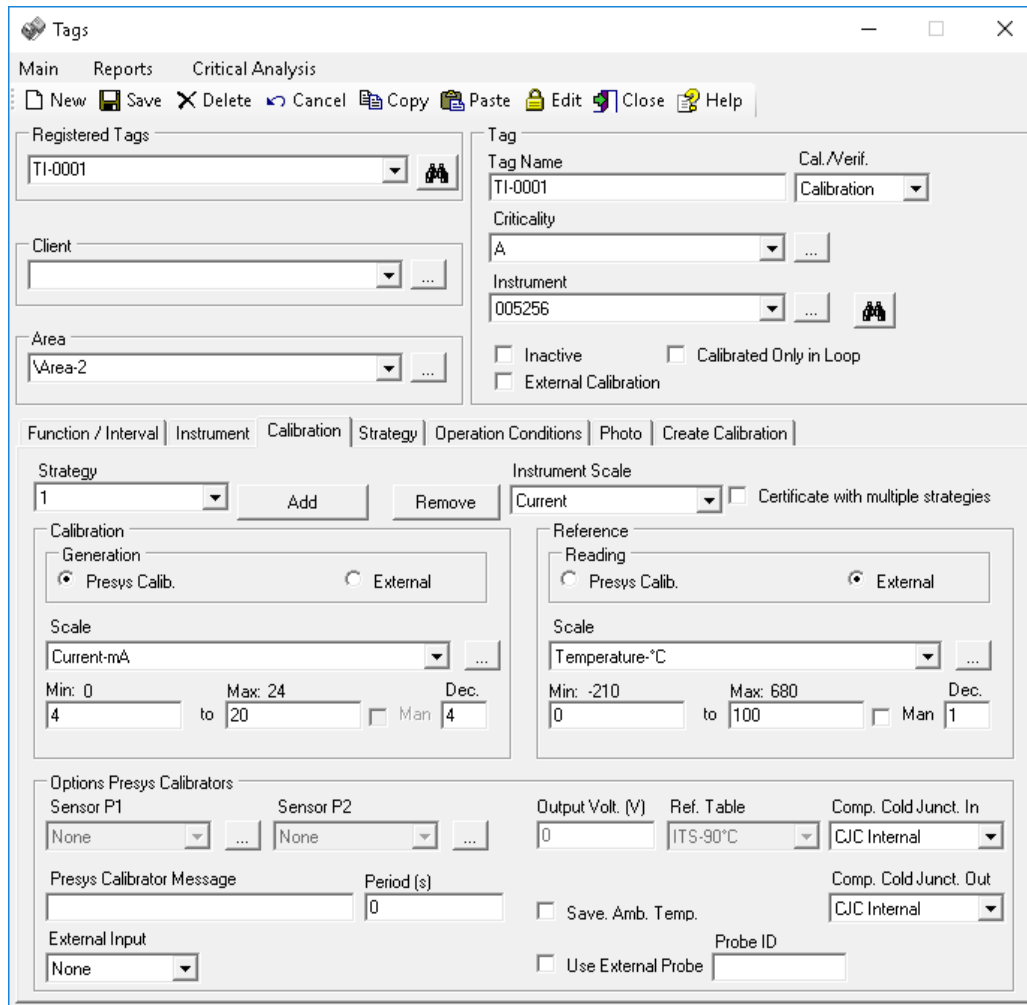 Tags
Main Reports Critical Analysis
New Save Delete Cancel Copy Paste Edit Close Help
Registered Tags
TI-0001
Client
...
Area
\Area-2
...
Tag
Tag Name Cal./Verif.
TI-0001 Calibration
Criticality
A ...
Instrument
005256 ...
Inactive Calibrated Only in Loop
External Calibration
Function / Interval Instrument Calibration Strategy Operation Conditions Photo Create Calibration
Strategy Instrument Scale
1 Add Remove Current Certificate with multiple strategies
Calibration
Generation
Presys Calib. External
Scale
Current-mA ...
Min: 0 Max: 24 Dec.
4 to 20 Man 4
Reference
Reading
Presys Calib. External
Scale
Temperature-°C ...
Min: -210 Max: 680 Dec.
0 to 100 Man 1
Options Presys Calibrators
Sensor P1 Sensor P2 Output Volt. (V) Ref. Table Comp. Cold Junct. In
None ... None ... 0 ITS-90°C CJC Internal
Presys Calibrator Message Period (s) Comp. Cold Junct. Out
0 Save. Amb. Temp. CJC Internal
External Input Probe ID
None Use External Probe